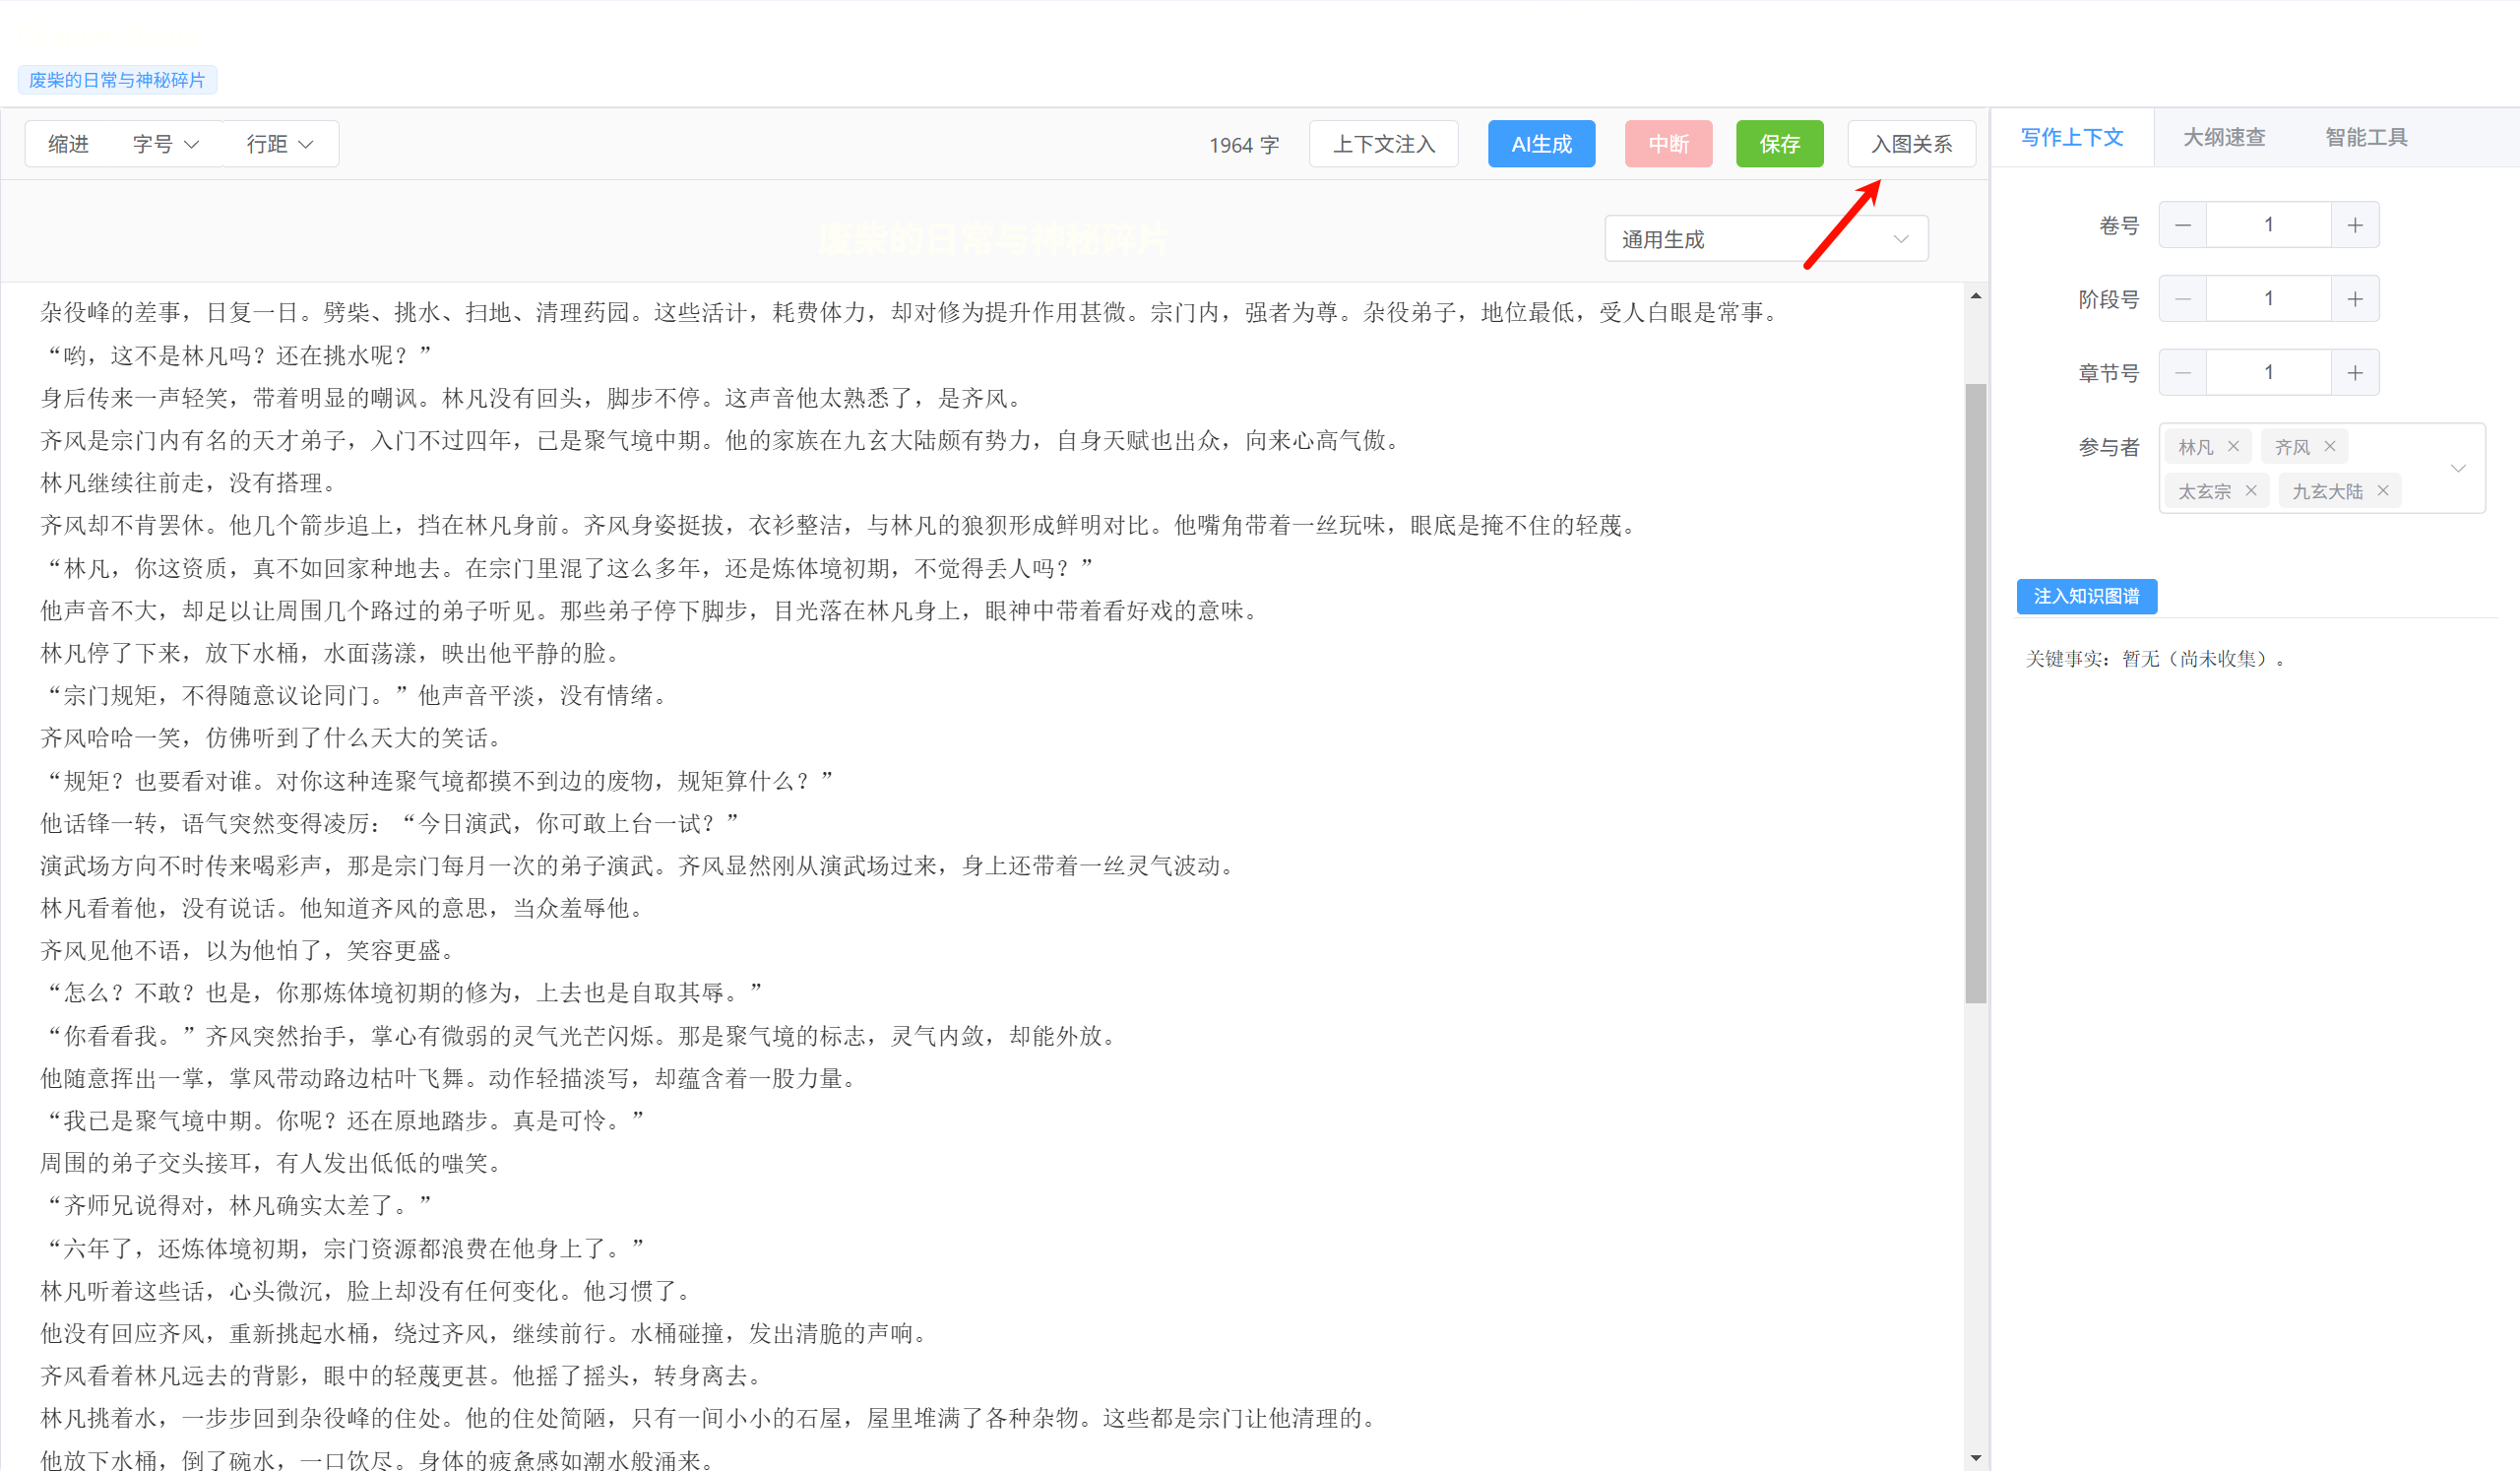 废柴的日常与神秘碎片
缩进 字号 行距 1964 字 上下文注入 AI生成 中断 保存 入图关系
写作上下文 大纲速查 智能工具
废柴的日常与神秘碎片
通用生成
杂役峰的差事，日复一日。劈柴、挑水、扫地、清理药园。这些活计，耗费体力，却对修为提升作用甚微。宗门内，强者为尊。杂役弟子，地位最低，受人白眼是常事。
“哟，这不是林凡吗？还在挑水呢？”
身后传来一声轻笑，带着明显的嘲讽。林凡没有回头，脚步不停。这声音他太熟悉了，是齐风。
齐风是宗门内有名的天才弟子，入门不过四年，已是聚气境中期。他的家族在九玄大陆颇有势力，自身天赋也出众，向来心高气傲。
林凡继续往前走，没有搭理。
齐风却不肯罢休。他几个箭步追上，挡在林凡身前。齐风身姿挺拔，衣衫整洁，与林凡的狼狈形成鲜明对比。他嘴角带着一丝玩味，眼底是掩不住的轻蔑。
“林凡，你这资质，真不如回家种地去。在宗门里混了这么多年，还是炼体境初期，不觉得丢人吗？”
他声音不大，却足以让周围几个路过的弟子听见。那些弟子停下脚步，目光落在林凡身上，眼神中带着看好戏的意味。
林凡停了下来，放下水桶，水面荡漾，映出他平静的脸。
“宗门规矩，不得随意议论同门。”他声音平淡，没有情绪。
齐风哈哈一笑，仿佛听到了什么天大的笑话。
“规矩？也要看对谁。对你这种连聚气境都摸不到边的废物，规矩算什么？”
他话锋一转，语气突然变得凌厉：“今日演武，你可敢上台一试？”
演武场方向不时传来喝彩声，那是宗门每月一次的弟子演武。齐风显然刚从演武场过来，身上还带着一丝灵气波动。
林凡看着他，没有说话。他知道齐风的意思，当众羞辱他。
齐风见他不语，以为他怕了，笑容更盛。
“怎么？不敢？也是，你那炼体境初期的修为，上去也是自取其辱。”
“你看看我。”齐风突然抬手，掌心有微弱的灵气光芒闪烁。那是聚气境的标志，灵气内敛，却能外放。
他随意挥出一掌，掌风带动路边枯叶飞舞。动作轻描淡写，却蕴含着一股力量。
“我已是聚气境中期。你呢？还在原地踏步。真是可怜。”
周围的弟子交头接耳，有人发出低低的嗤笑。
“齐师兄说得对，林凡确实太差了。”
“六年了，还炼体境初期，宗门资源都浪费在他身上了。”
林凡听着这些话，心头微沉，脸上却没有任何变化。他习惯了。
他没有回应齐风，重新挑起水桶，绕过齐风，继续前行。水桶碰撞，发出清脆的声响。
齐风看着林凡远去的背影，眼中的轻蔑更甚。他摇了摇头，转身离去。
林凡挑着水，一步步回到杂役峰的住处。他的住处简陋，只有一间小小的石屋，屋里堆满了各种杂物。这些都是宗门让他清理的。
他放下水桶，倒了碗水，一口饮尽。身体的疲惫感如潮水般涌来。
卷号 1
阶段号 1
章节号 1
参与者 林凡 齐风
太玄宗 九玄大陆
注入知识图谱
关键事实：暂无（尚未收集）。